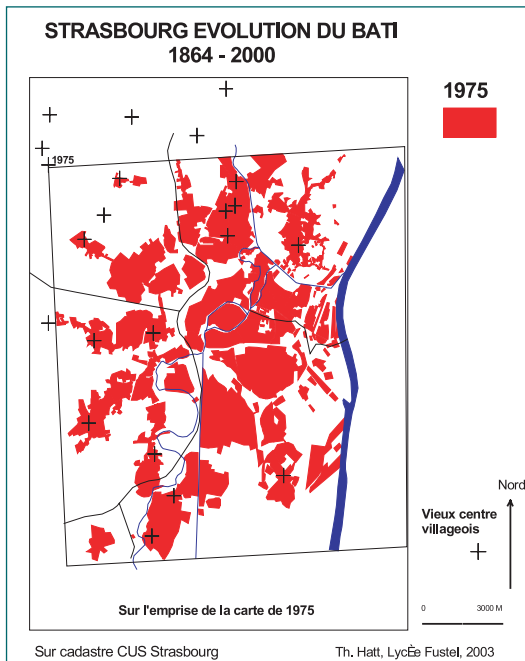 STRASBOURG EVOLUTION DU BATÎ
1864 - 2000
1975
1975
Nord
Vieux centre
villageois
0 3000 M
Sur l'emprise de la carte de 1975
Sur cadastre CUS Strasbourg
Th. Hatt, LycÈe Fustel, 2003